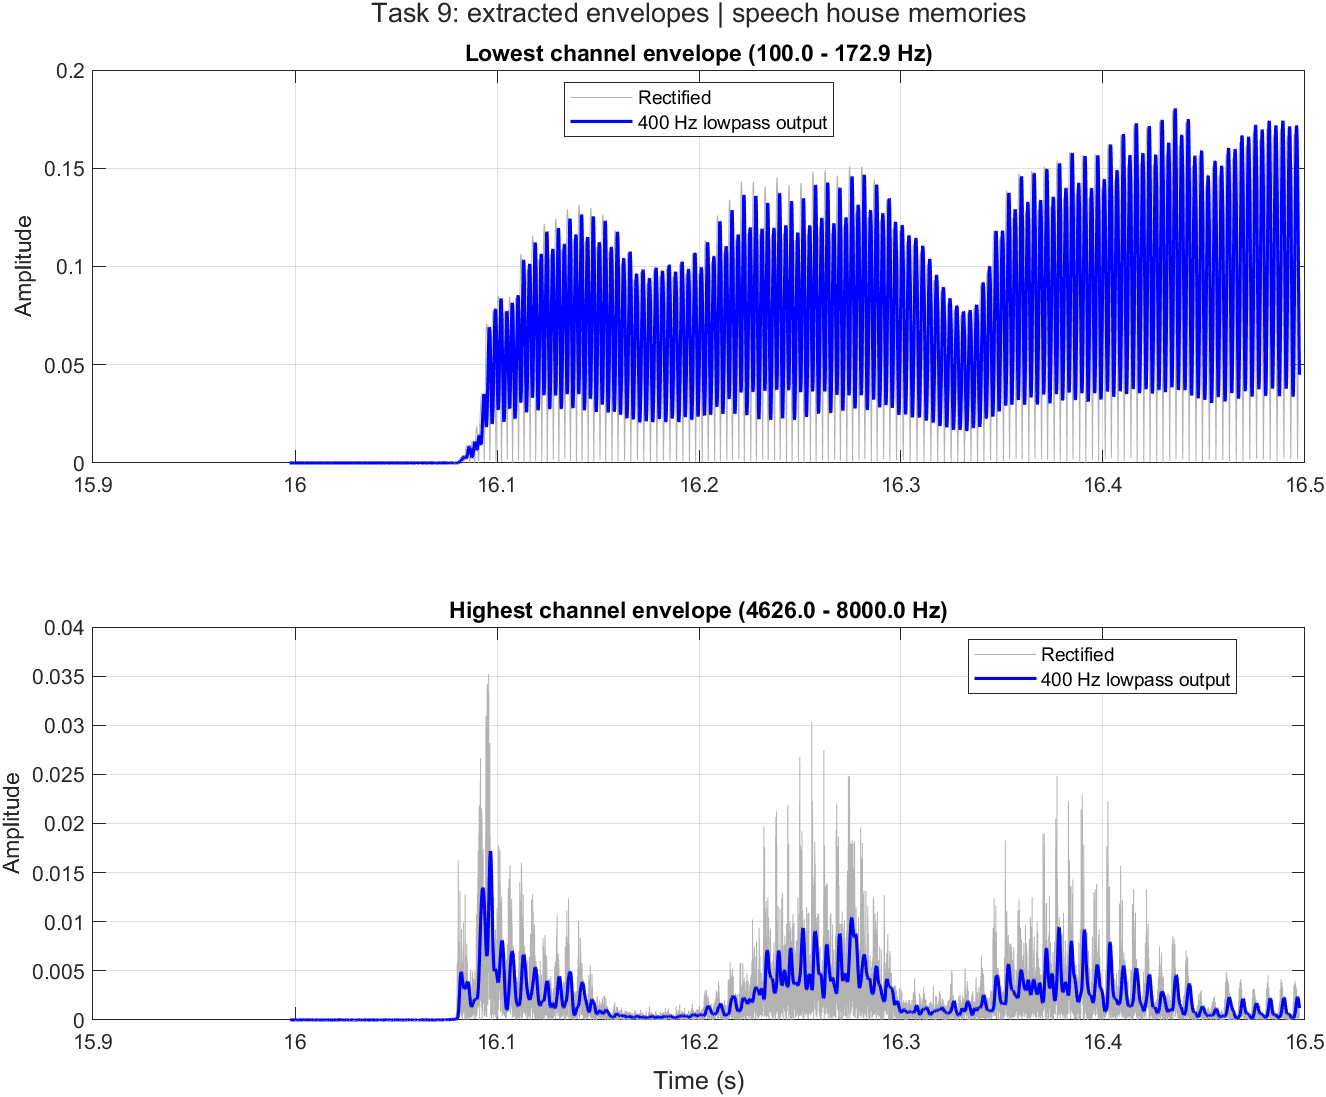 Task 9: extracted envelopes | speech house memories
Lowest channel envelope (100.0 - 172.9 Hz)
0.2
0.15
0.1
0.05
0
Amplitude
Rectified
400 Hz lowpass output
15.9 16 16.1 16.2 16.3 16.4 16.5
Highest channel envelope (4626.0 - 8000.0 Hz)
0.04
0.035
0.03
0.025
0.02
0.015
0.01
0.005
0
Amplitude
Rectified
400 Hz lowpass output
15.9 16 16.1 16.2 16.3 16.4 16.5
Time (s)